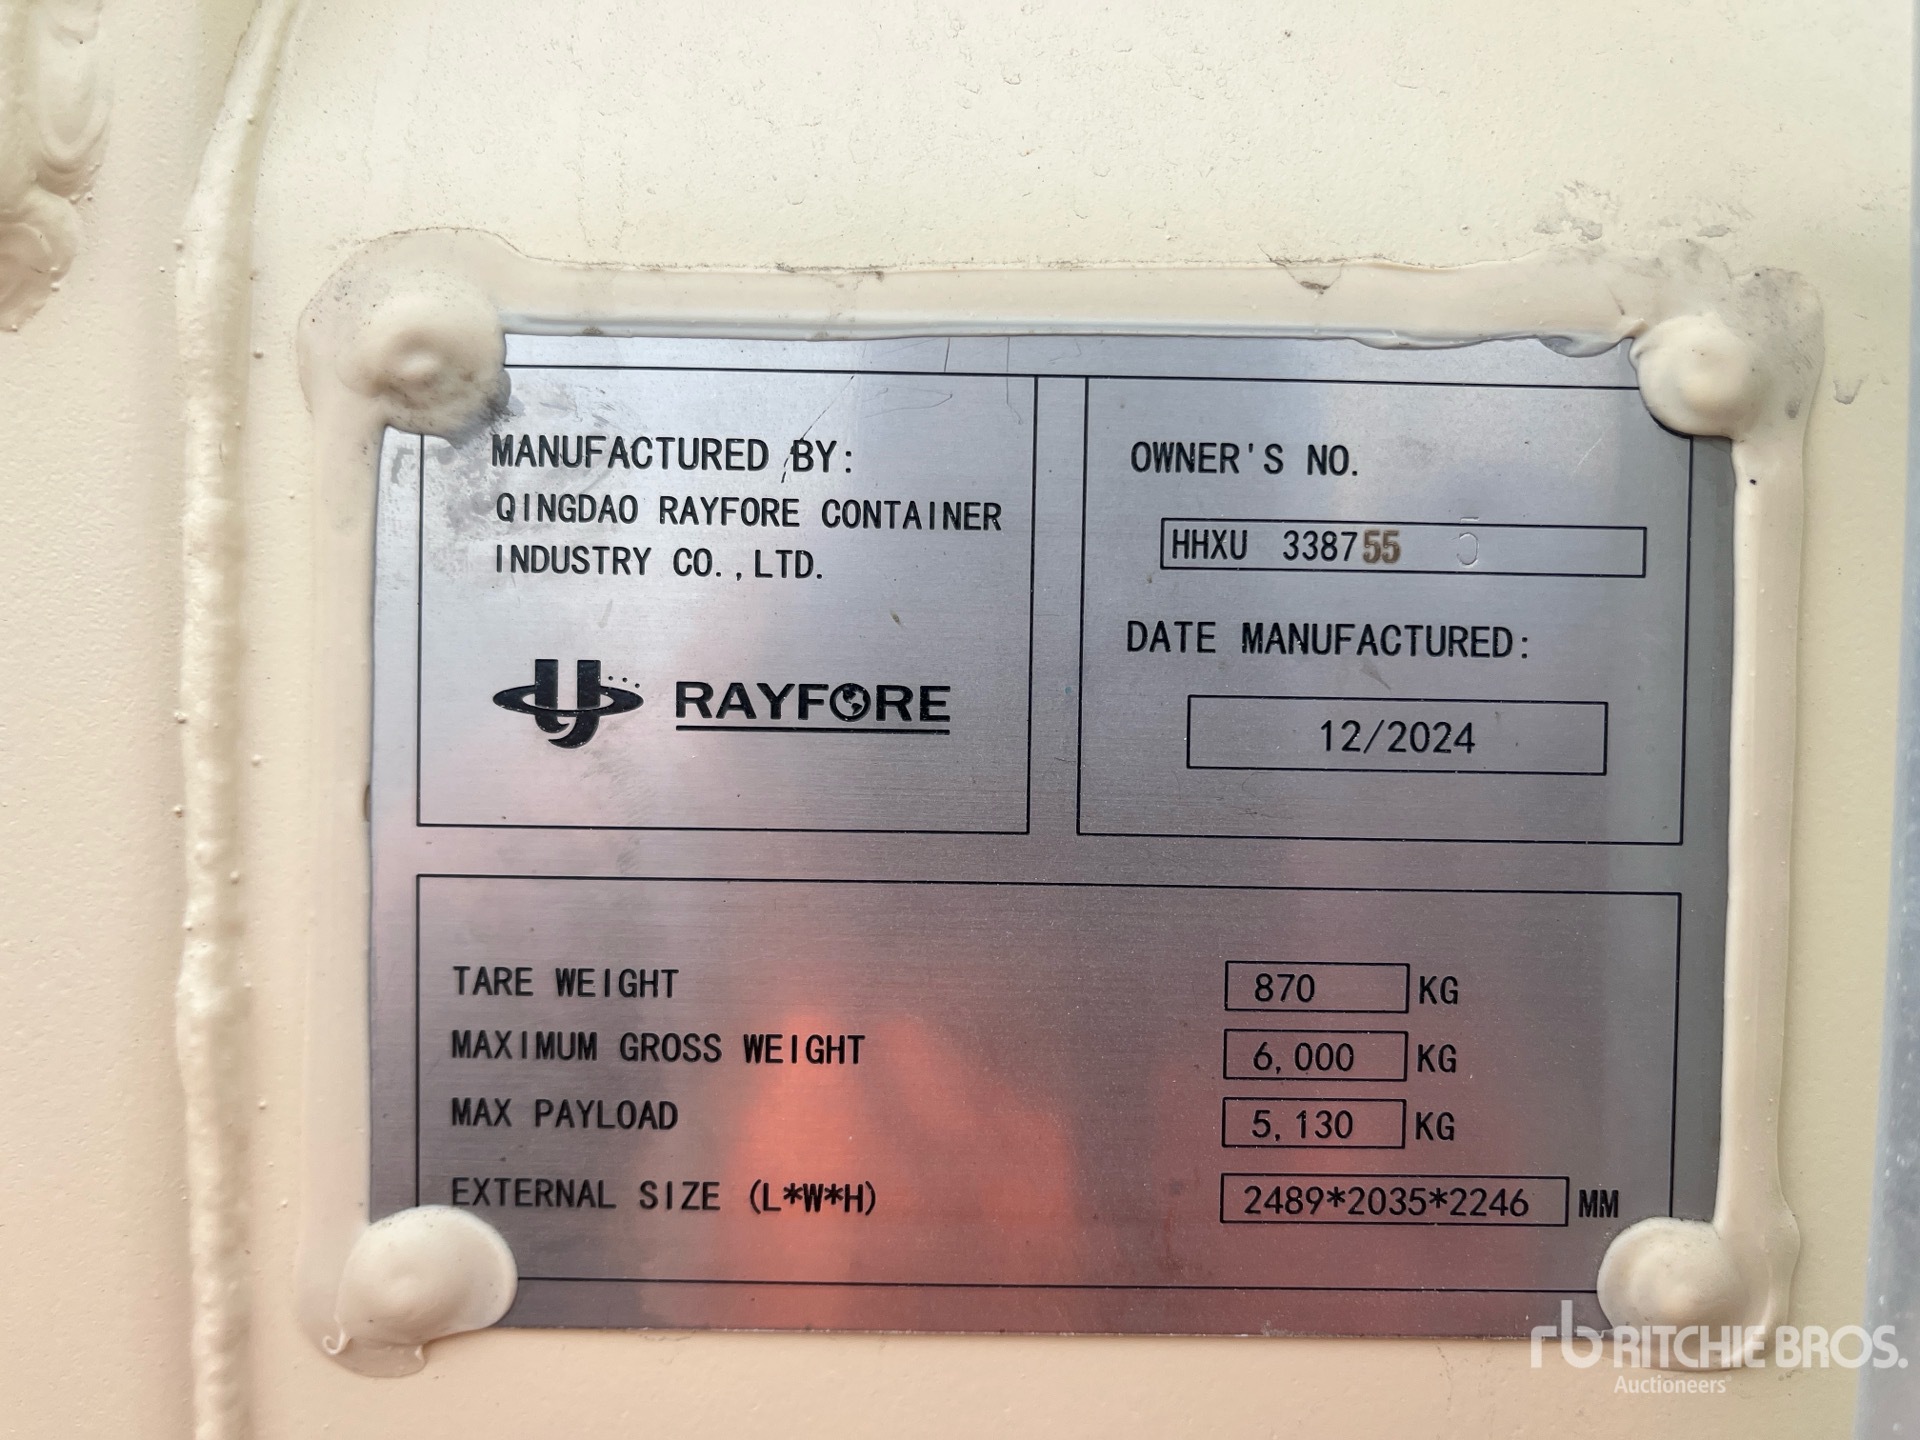 MANUFACTURED BY:
QINGDAO RAYFORE CONTAINER
INDUSTRY CO.,LTD.
RAYFORE
OWNER'S NO.
HHXU 338755 5
DATE MANUFACTURED:
12/2024
TARE WEIGHT 870 KG
MAXIMUM GROSS WEIGHT 6,000 KG
MAX PAYLOAD 5,130 KG
EXTERNAL SIZE (L*W*H) 2489*2035*2246 MM
rb RITCHIE BROS.
Auctioneers